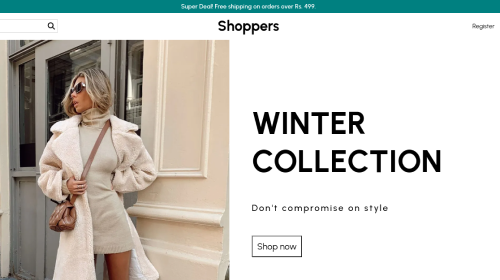 Super Deal! Free shipping on orders over Rs. 499
Shoppers
Register
WINTER
COLLECTION
Don't compromise on style
Shop now